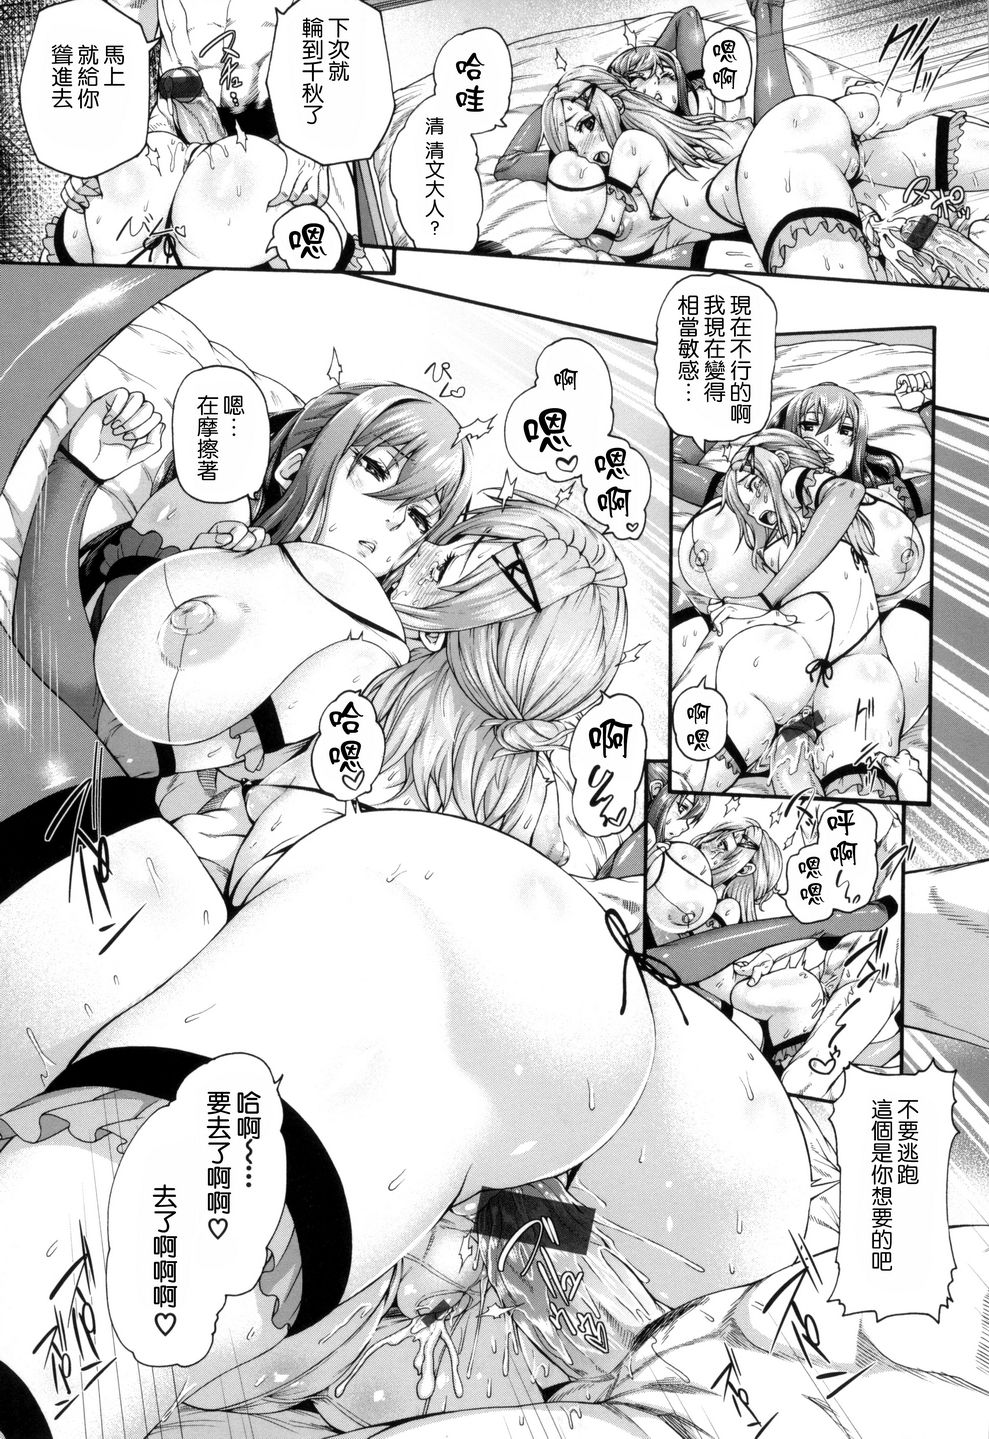 嗯啊
哈哇
清 清文大人?
下次就
輪到千秋了
馬上
就給你
聳進去
嗯
現在不行的啊
我現在變得
相當敏感…
啊嗯
呼啊
嗯嗯
不要逃跑
這個是你想要的吧
啊
嗯♡
嗯啊♡
嗯…
在摩擦著
啊
哈嗯♡
哈啊~……
要去了啊啊♡
去了啊啊啊啊♡